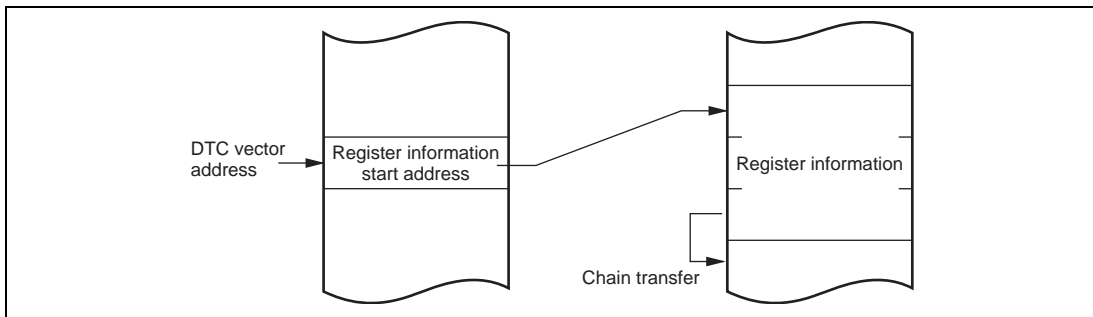 DTC vector
address
Register information
start address
Register information
Chain transfer